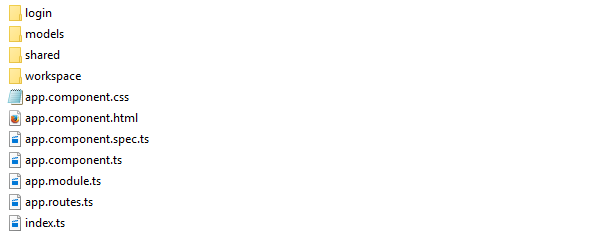 login
models
shared
workspace
app.component.css
app.component.html
app.component.spec.ts
app.component.ts
app.module.ts
app.routes.ts
index.ts